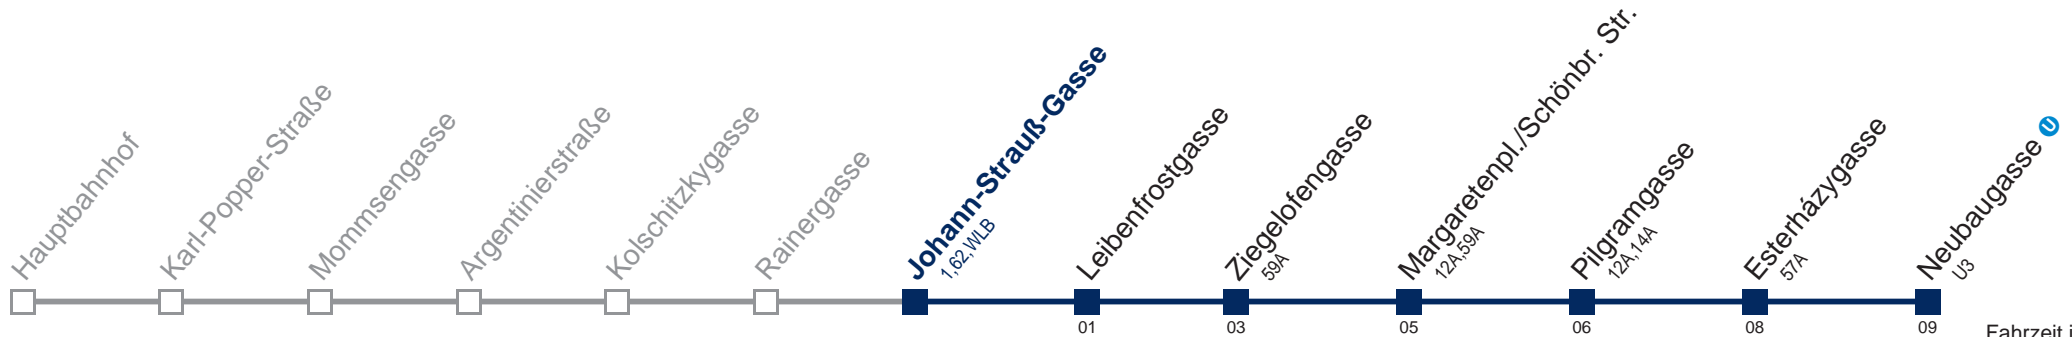 Hauptbahnhof
Karl-Popper-Straße
Mommsengasse
Argentinierstraße
Kolschitzkygasse
Rainergasse
Johann-Strauß-Gasse
1,62,WLB
Leibenfrostgasse
01
Ziegelofengasse
59A
03
Margaretenpl./Schönbr. Str.
12A,59A
05
Pilgramgasse
12A,14A
06
Esterházygasse
57A
08
Neubaugasse U
U3
09
Fahrzeit i